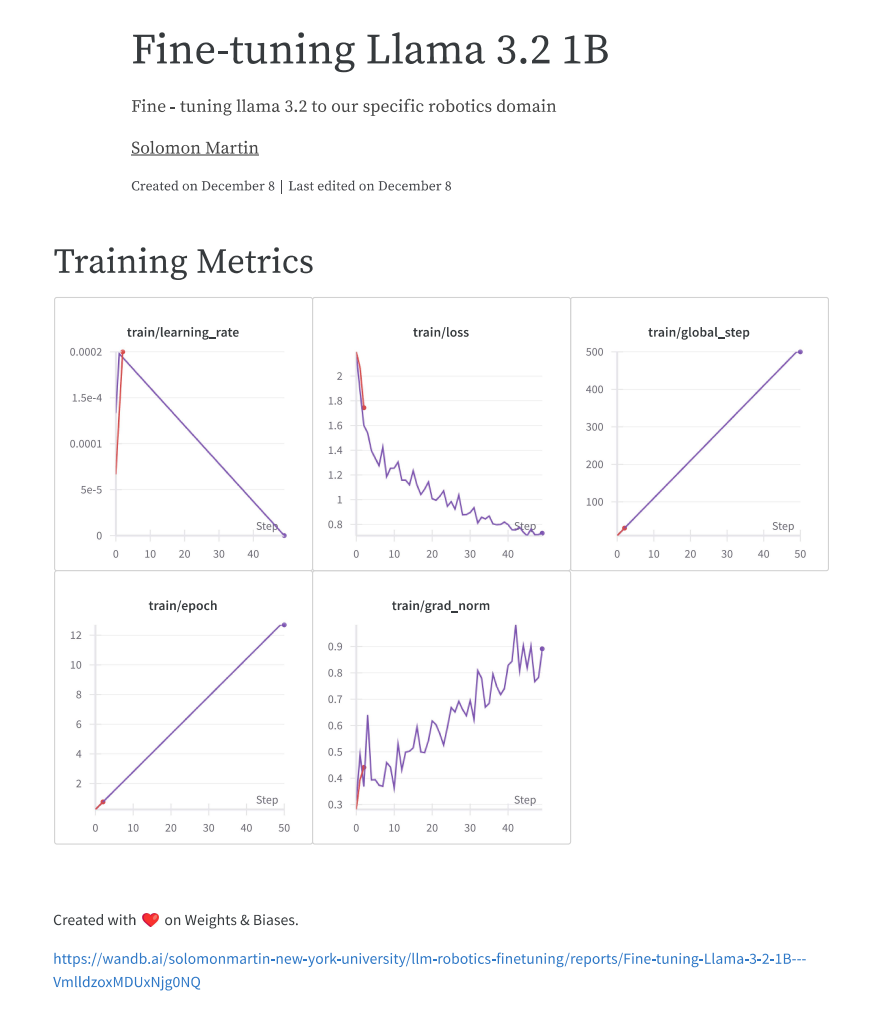 Fine-tuning Llama 3.2 1B
Fine - tuning llama 3.2 to our specific robotics domain
Solomon Martin
Created on December 8 | Last edited on December 8
Training Metrics
train/learning_rate
0.0002
1.5e-4
0.0001
5e-5
0
Step
0 10 20 30 40
train/loss
2
1.8
1.6
1.4
1.2
1
0.8
Step
0 10 20 30 40
train/global_step
500
400
300
200
100
Step
0 10 20 30 40 50
train/epoch
12
10
8
6
4
2
Step
0 10 20 30 40 50
train/grad_norm
0.9
0.8
0.7
0.6
0.5
0.4
0.3
Step
0 10 20 30 40
Created with ❤️ on Weights & Biases.
https://wandb.ai/solomonmartin-new-york-university/llm-robotics-finetuning/reports/Fine-tuning-Llama-3-2-1B---
VmlldzoxMDUxNjg0NQ